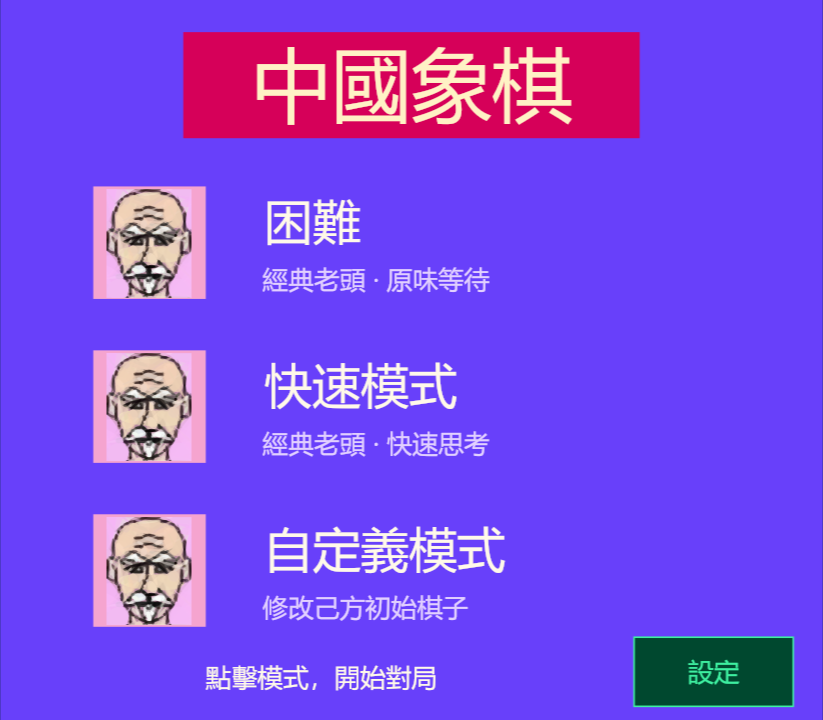 中國象棋
困難
經典老頭 · 原味等待
快速模式
經典老頭 · 快速思考
自定義模式
修改己方初始棋子
點擊模式，開始對局
設定